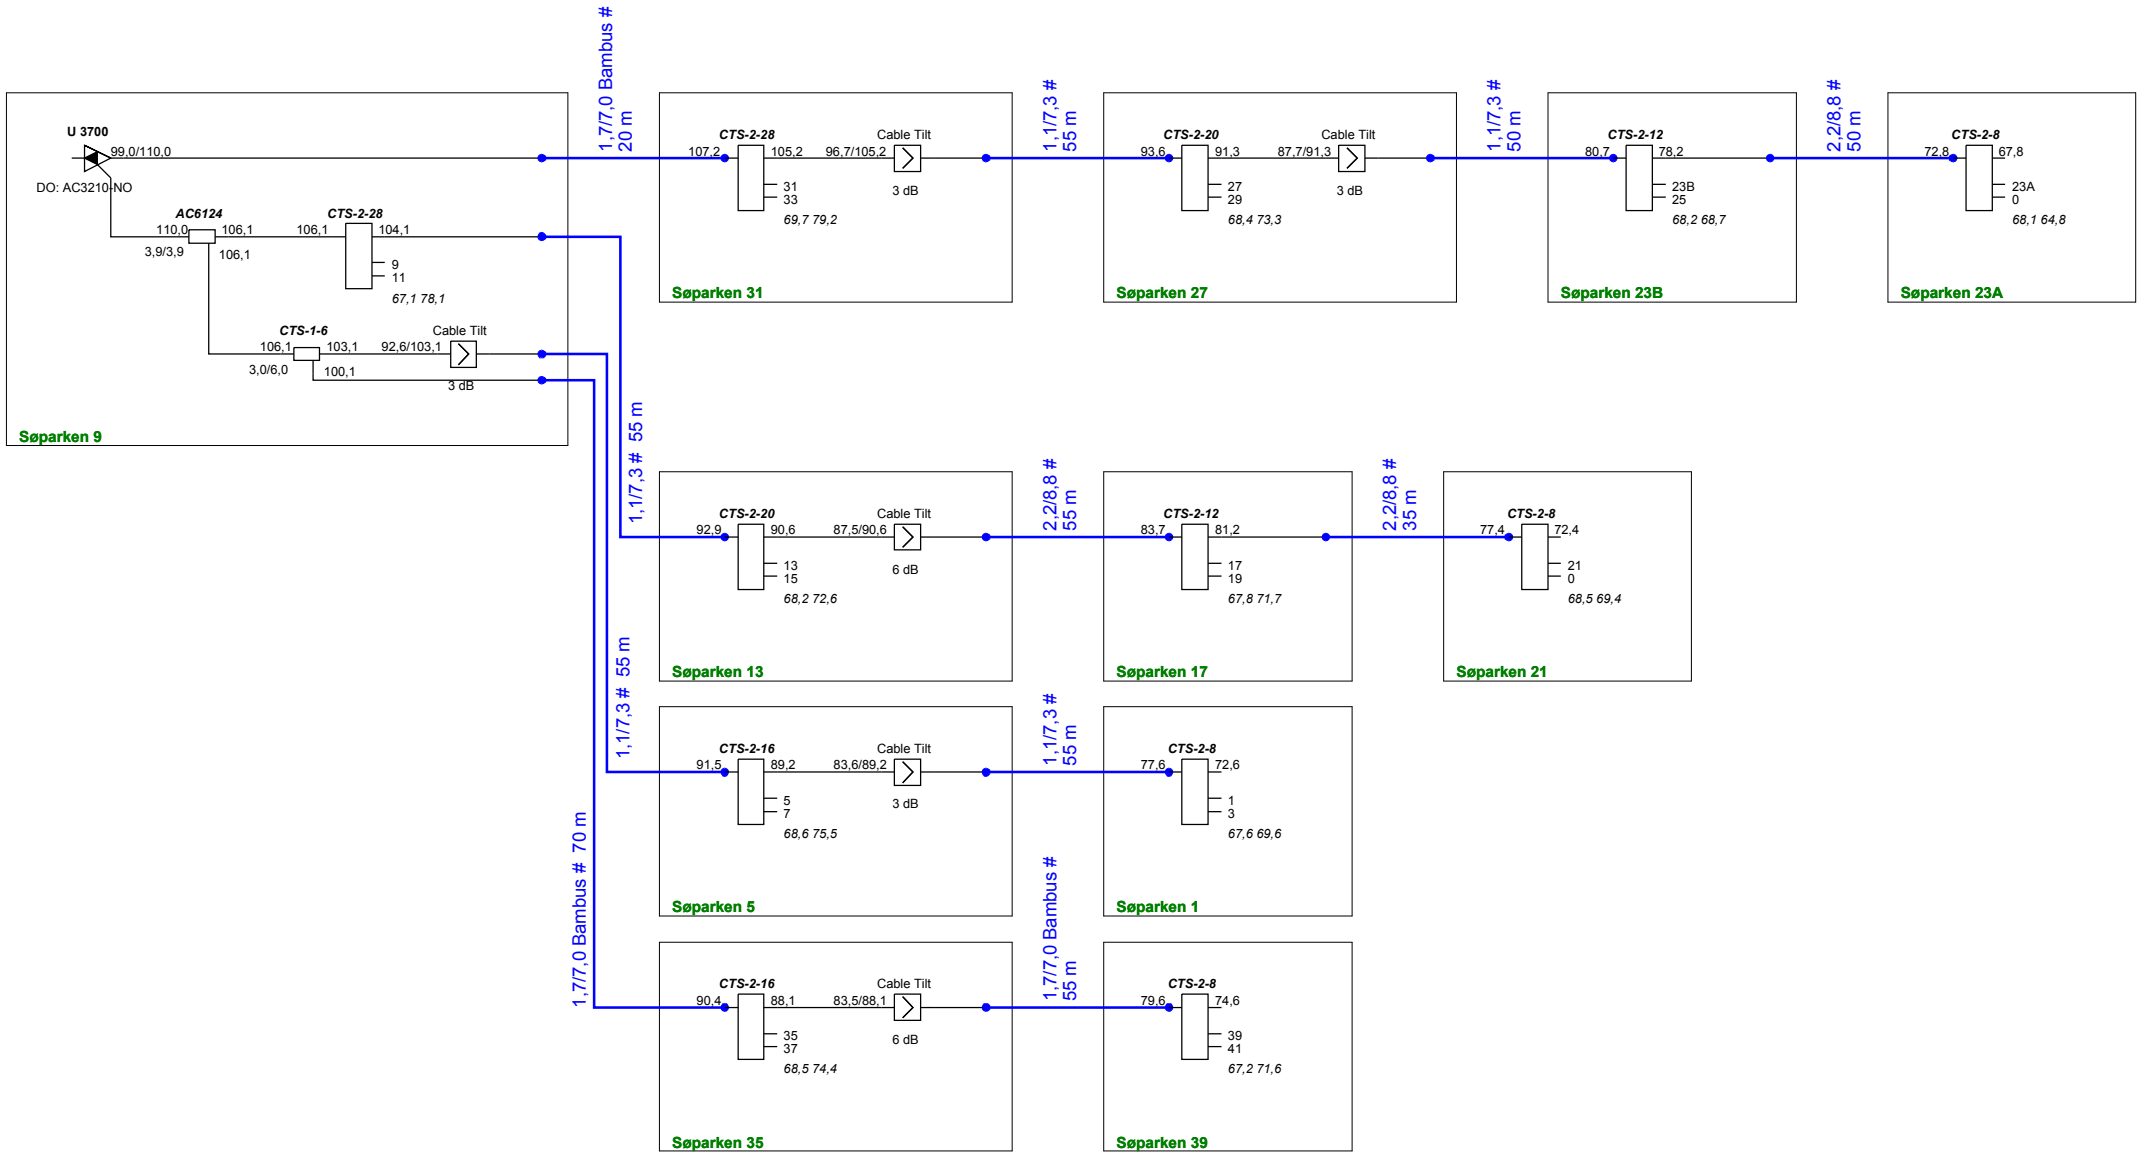 U 3700
99,0/110,0
DO: AC3210-NO
AC6124
110,0
106,1
3,9/3,9
106,1
CTS-2-28
106,1
104,1
9
11
67,1 78,1
CTS-1-6
106,1
103,1
3,0/6,0
100,1
92,6/103,1
Cable Tilt
3 dB
Søparken 9
1,7/7,0 Bambus #
20 m
CTS-2-28
107,2
105,2
31
33
69,7 79,2
96,7/105,2
Cable Tilt
3 dB
Søparken 31
1,1/7,3 #
55 m
CTS-2-20
93,6
91,3
27
29
68,4 73,3
87,7/91,3
Cable Tilt
3 dB
Søparken 27
1,1/7,3 #
50 m
CTS-2-12
80,7
78,2
23B
25
68,2 68,7
Søparken 23B
2,2/8,8 #
50 m
CTS-2-8
72,8
67,8
23A
0
68,1 64,8
Søparken 23A
1,1/7,3 # 55 m
CTS-2-20
92,9
90,6
13
15
68,2 72,6
87,5/90,6
Cable Tilt
6 dB
Søparken 13
2,2/8,8 #
55 m
CTS-2-12
83,7
81,2
17
19
67,8 71,7
Søparken 17
2,2/8,8 #
35 m
CTS-2-8
77,4
72,4
21
0
68,5 69,4
Søparken 21
1,1/7,3 # 55 m
CTS-2-16
91,5
89,2
5
7
68,6 75,5
83,6/89,2
Cable Tilt
3 dB
Søparken 5
1,1/7,3 #
55 m
CTS-2-8
77,6
72,6
1
3
67,6 69,6
Søparken 1
1,7/7,0 Bambus # 70 m
CTS-2-16
90,4
88,1
35
37
68,5 74,4
83,5/88,1
Cable Tilt
6 dB
Søparken 35
1,7/7,0 Bambus #
55 m
CTS-2-8
79,6
74,6
39
41
67,2 71,6
Søparken 39